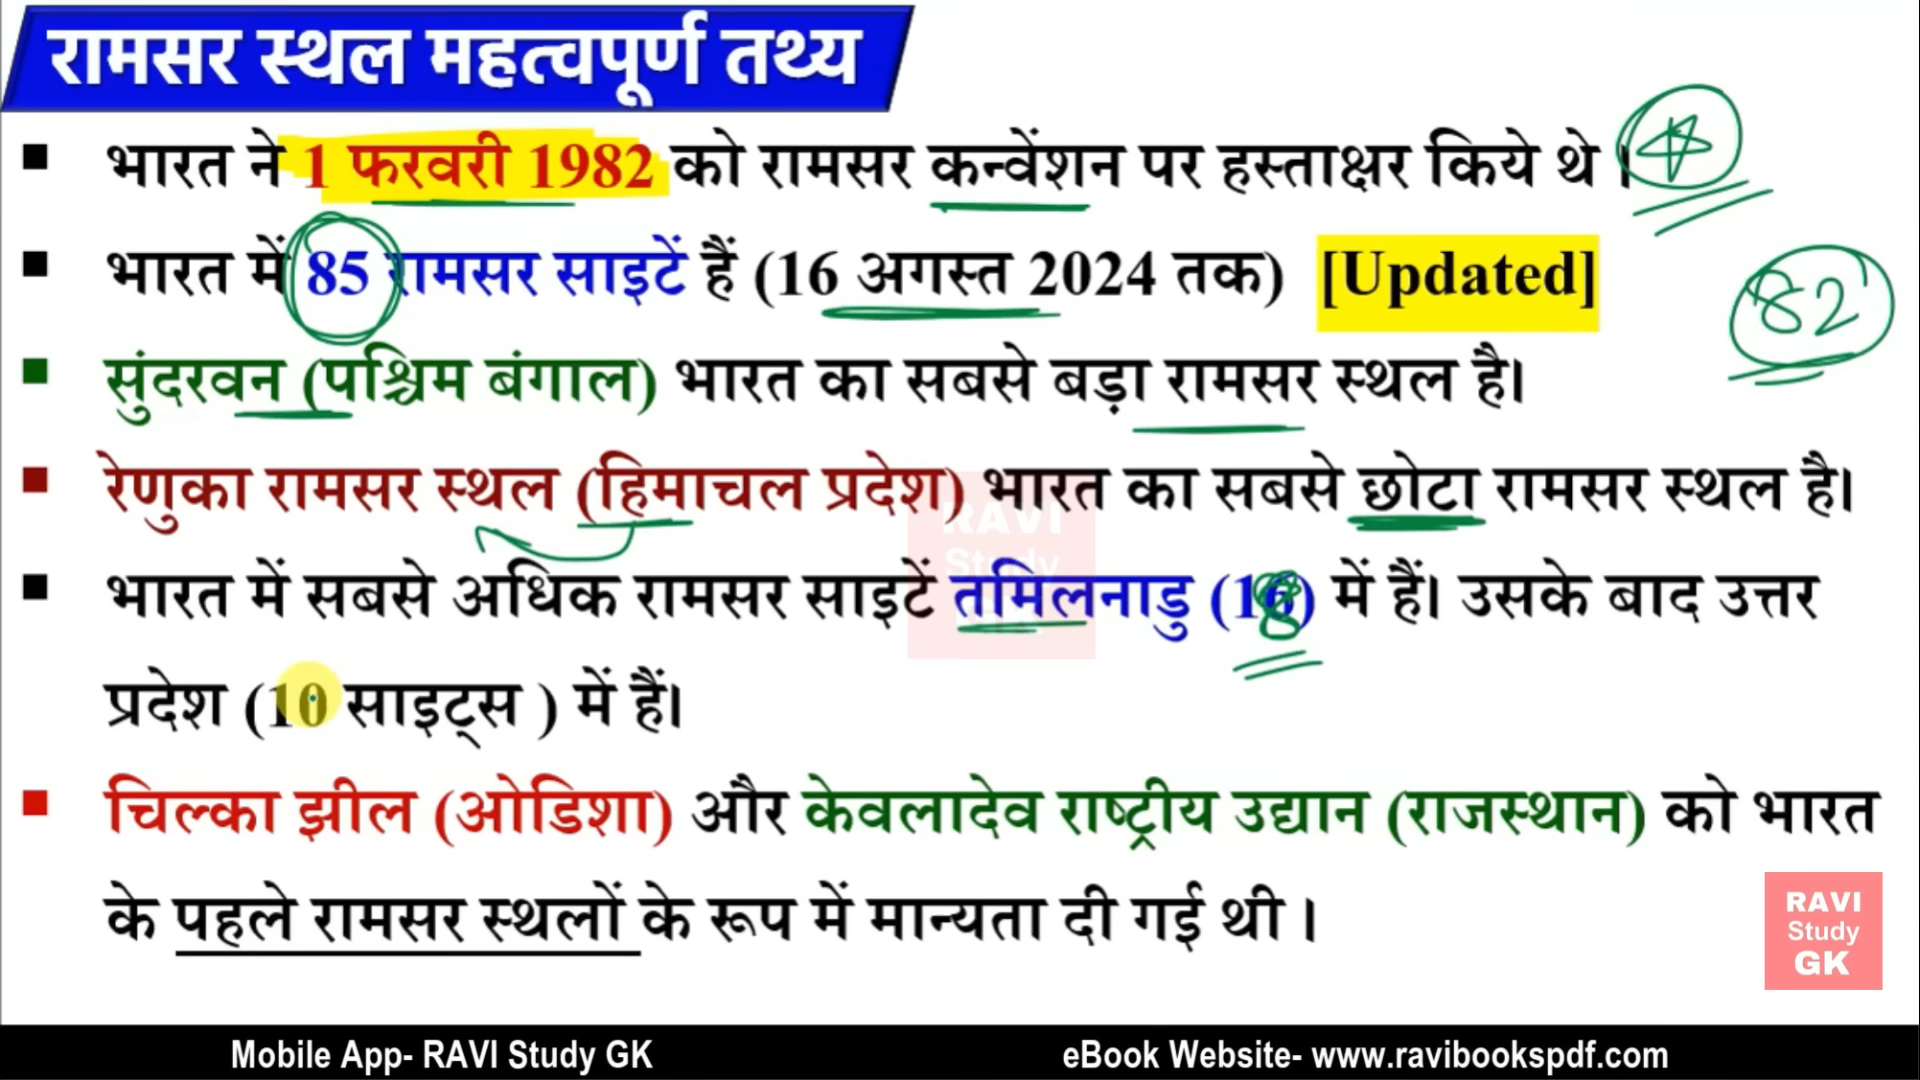 रामसर स्थल महत्वपूर्ण तथ्य
भारत ने 1 फरवरी 1982 को रामसर कन्वेंशन पर हस्ताक्षर किये थे ।
भारत में 85 रामसर साइटें हैं (16 अगस्त 2024 तक) [Updated]
82
सुंदरवन (पश्चिम बंगाल) भारत का सबसे बड़ा रामसर स्थल है।
रेणुका रामसर स्थल (हिमाचल प्रदेश) भारत का सबसे छोटा रामसर स्थल है।
RAVI
Study
भारत में सबसे अधिक रामसर साइटें तमिलनाडु (18) में हैं। उसके बाद उत्तर
प्रदेश (10 साइट्स ) में हैं।
चिल्का झील (ओडिशा) और केवलादेव राष्ट्रीय उद्यान (राजस्थान) को भारत
के पहले रामसर स्थलों के रूप में मान्यता दी गई थी ।
RAVI
Study
GK
Mobile App- RAVI Study GK
eBook Website- www.ravibookspdf.com